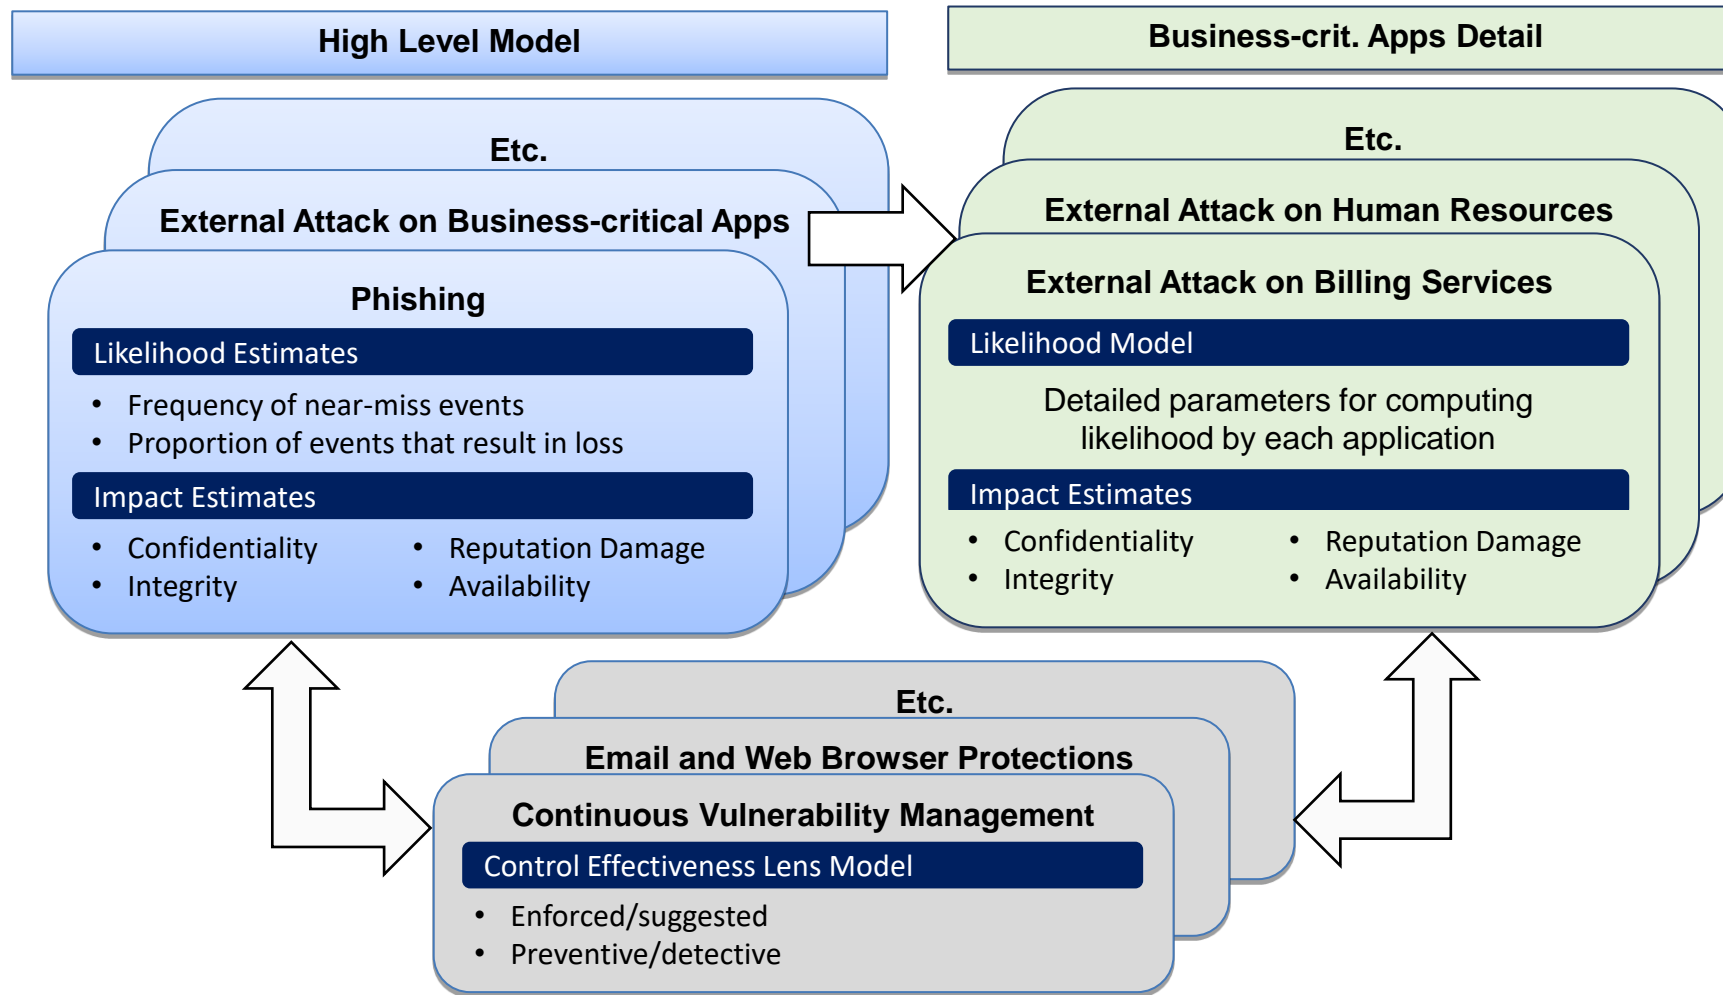 High Level Model
Etc.
External Attack on Business-critical Apps
Phishing
Likelihood Estimates
• Frequency of near-miss events
• Proportion of events that result in loss
Impact Estimates
• Confidentiality
• Integrity
• Reputation Damage
• Availability
Business-crit. Apps Detail
Etc.
External Attack on Human Resources
External Attack on Billing Services
Likelihood Model
Detailed parameters for computing
likelihood by each application
Impact Estimates
• Confidentiality
• Integrity
• Reputation Damage
• Availability
Etc.
Email and Web Browser Protections
Continuous Vulnerability Management
Control Effectiveness Lens Model
• Enforced/suggested
• Preventive/detective